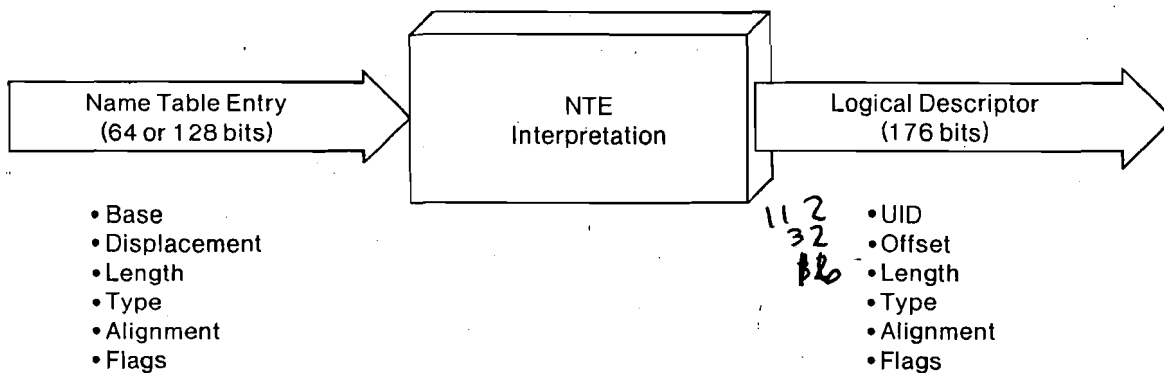 Name Table Entry
(64 or 128 bits)
NTE
Interpretation
Logical Descriptor
(176 bits)
• Base
• Displacement
• Length
• Type
• Alignment
• Flags
112
32
• UID
• Offset
• Length
• Type
• Alignment
• Flags